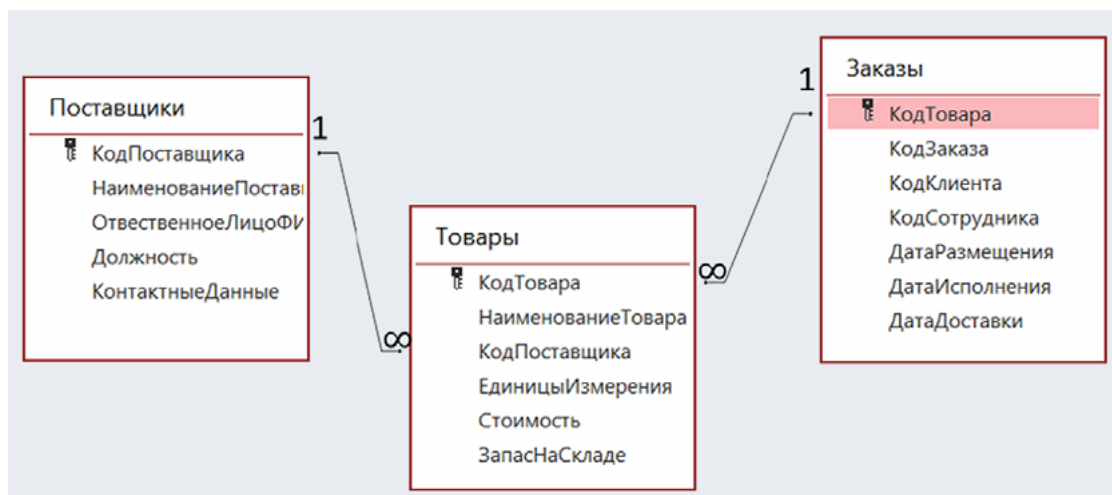 Поставщики
КодПоставщика
НаименованиеПостав
ОтвественноеЛицоФИ
Должность
КонтактныеДанные
1
∞
Товары
КодТовара
НаименованиеТовара
КодПоставщика
ЕдиницыИзмерения
Стоимость
ЗапасНаСкладе
∞
1
Заказы
КодТовара
КодЗаказа
КодКлиента
КодСотрудника
ДатаРазмещения
ДатаИсполнения
ДатаДоставки